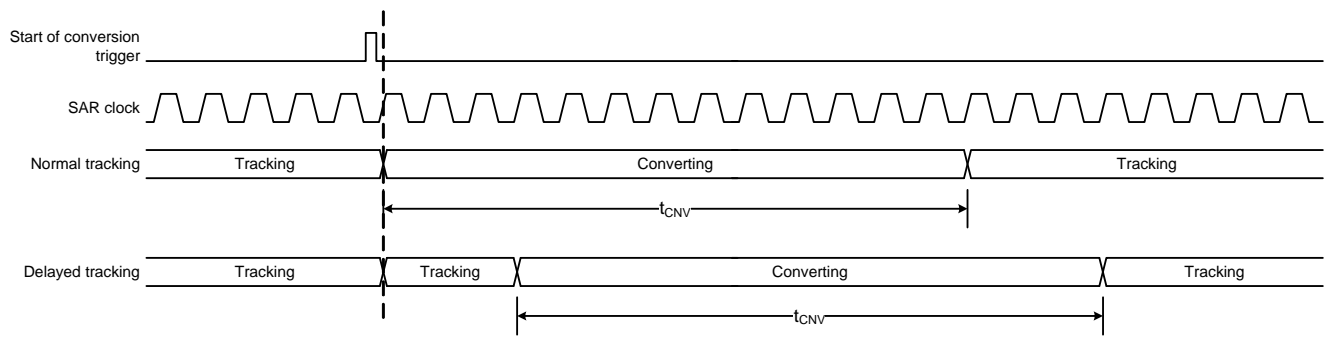 Start of conversion
trigger
SAR clock
Normal tracking
Tracking
Converting
Tracking
tCNV
Delayed tracking
Tracking
Tracking
Converting
Tracking
tCNV